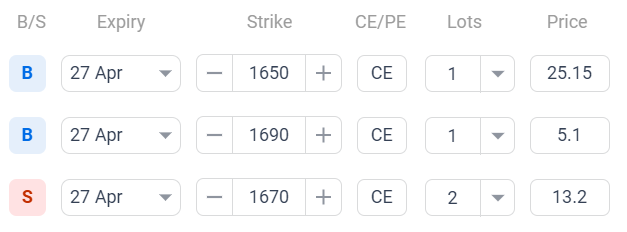 B/S Expiry Strike CE/PE Lots Price
B 27 Apr — 1650 + CE 1 25.15
B 27 Apr — 1690 + CE 1 5.1
S 27 Apr — 1670 + CE 2 13.2